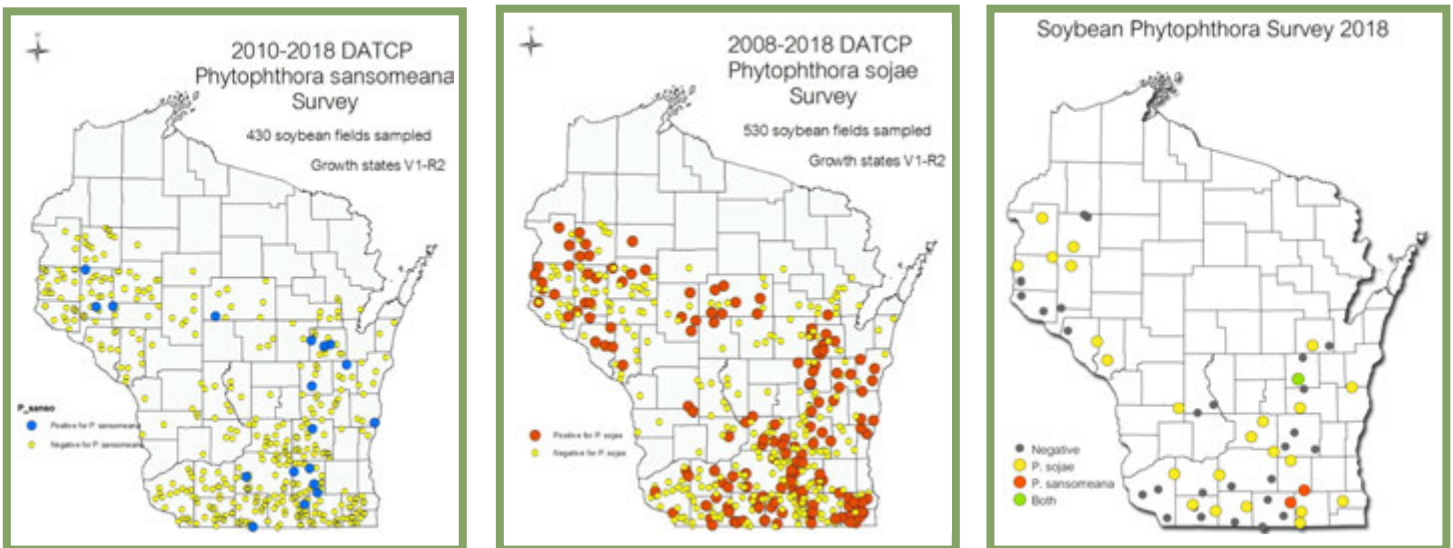 2010-2018 DATCP
Phytophthora sansomeana
Survey
430 soybean fields sampled
Growth states V1-R2
P_sanso
Positive for P. sansomeana
Negative for P. sansomeana
2008-2018 DATCP
Phytophthora sojae
Survey
530 soybean fields sampled
Growth states V1-R2
Positive for P. sojae
Negative for P. sojae
Soybean Phytophthora Survey 2018
Negative
P. sojae
P. sansomeana
Both